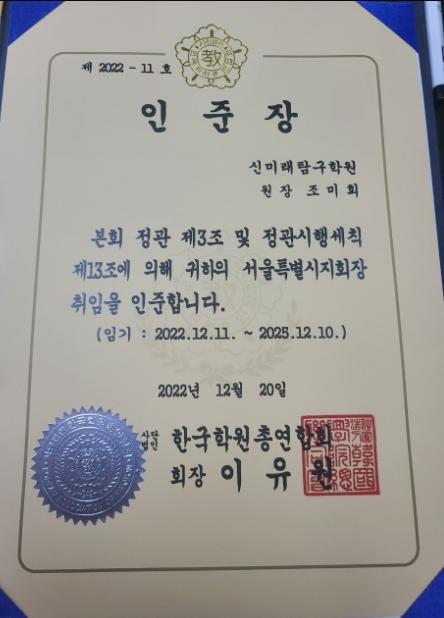 제 2022 - 11 호
인 준 장
신미래탐구학원
원장 조미희
본회 정관 제3조 및 정관시행세칙
제13조에 의해 귀하의 서울특별시지회장
취임을 인준합니다.
(임기 : 2022.12.11. ~ 2025.12.10.)
2022년 12월 20일
사단
법인 한국학원총연합회
회장 이 유 원